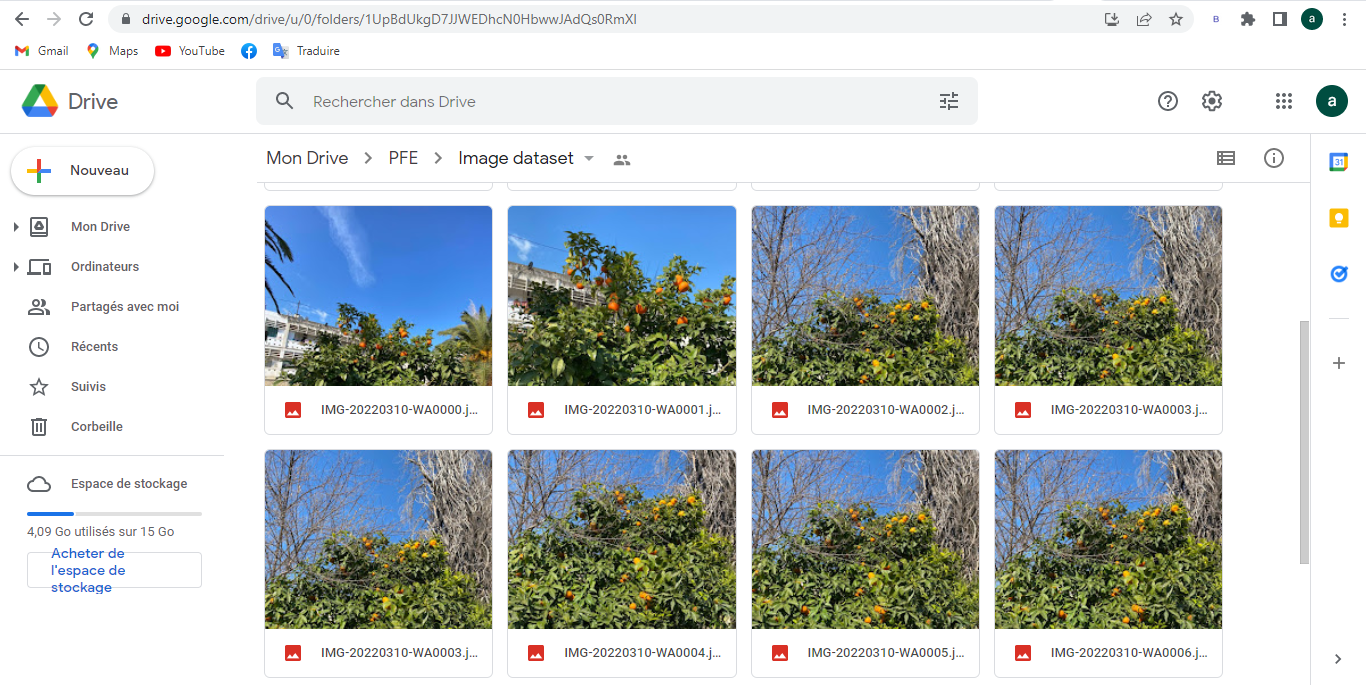 drive.google.com/drive/u/0/folders/1UpBdUkgD7JJWEDhcN0HbwwJAdQs0RmXI
B
a
Gmail
Maps
YouTube
Traduire
Drive
Rechercher dans Drive
a
Nouveau
Mon Drive
PFE
Image dataset
31
Mon Drive
Ordinateurs
Partagés avec moi
Récents
Suivis
Corbeille
Espace de stockage
4,09 Go utilisés sur 15 Go
Acheter de
l'espace de
stockage
IMG-20220310-WA0000.j...
IMG-20220310-WA0001.j...
IMG-20220310-WA0002.j...
IMG-20220310-WA0003.j...
IMG-20220310-WA0003.j...
IMG-20220310-WA0004.j...
IMG-20220310-WA0005.j...
IMG-20220310-WA0006.j...